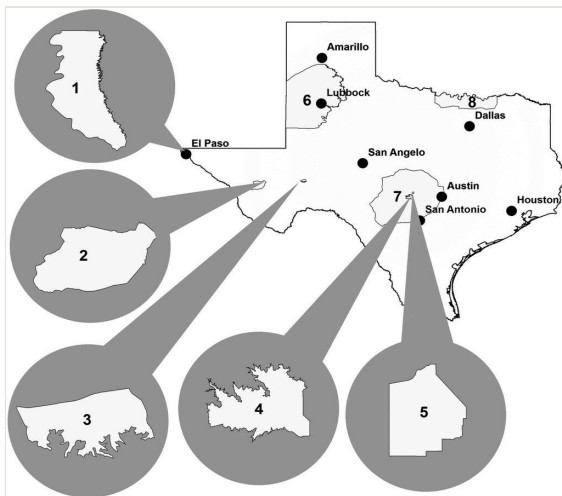 1
Amarillo
6
Lubbock
8
Dallas
El Paso
San Angelo
2
7
Austin
San Antonio
Houston
3
4
5